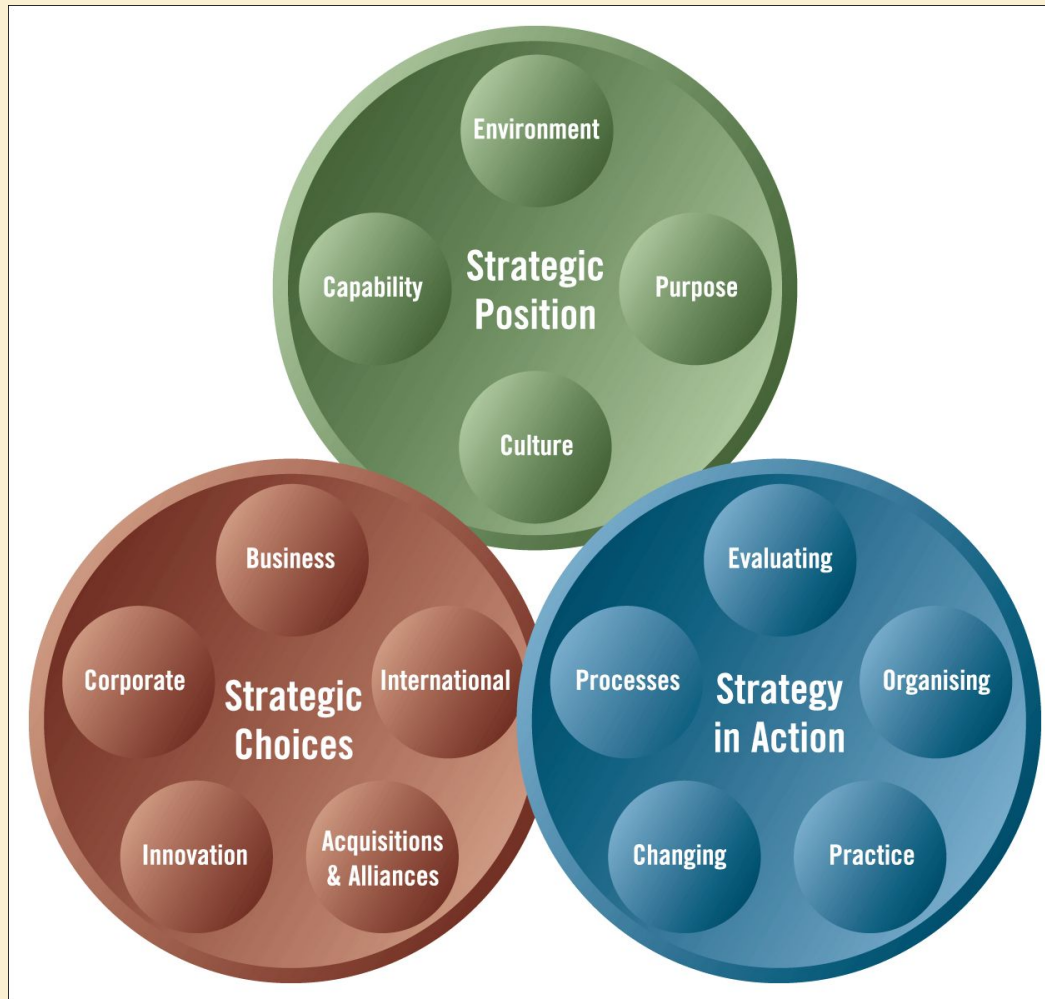 Environment
Capability
Strategic
Position
Purpose
Culture
Business
Corporate
International
Strategic
Choices
Innovation
Acquisitions
& Alliances
Evaluating
Processes
Organising
Strategy
in Action
Changing
Practice